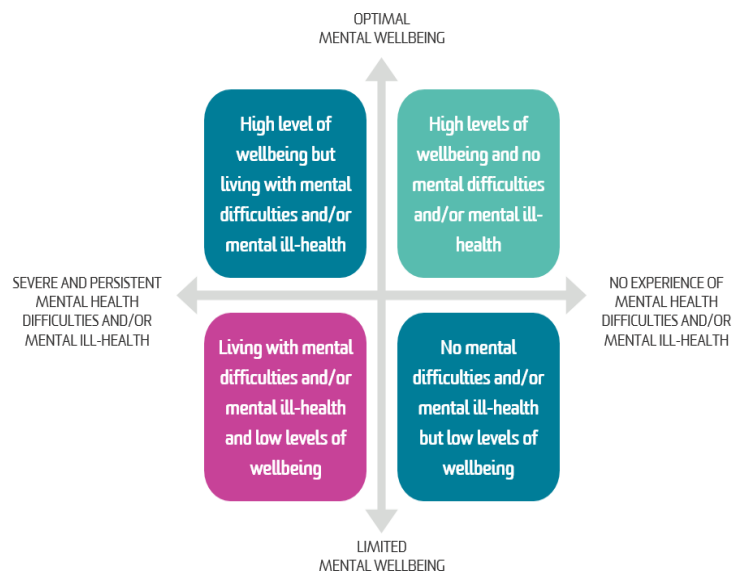 OPTIMAL
MENTAL WELLBEING
High level of
wellbeing but
living with mental
difficulties and/or
mental ill-health
High levels of
wellbeing and no
mental difficulties
and/or mental ill-
health
SEVERE AND PERSISTENT
MENTAL HEALTH
DIFFICULTIES AND/OR
MENTAL ILL-HEALTH
NO EXPERIENCE OF
MENTAL HEALTH
DIFFICULTIES AND/OR
MENTAL ILL-HEALTH
Living with mental
difficulties and/or
mental ill-health
and low levels of
wellbeing
No mental
difficulties and/or
mental ill-health
but low levels of
wellbeing
LIMITED
MENTAL WELLBEING